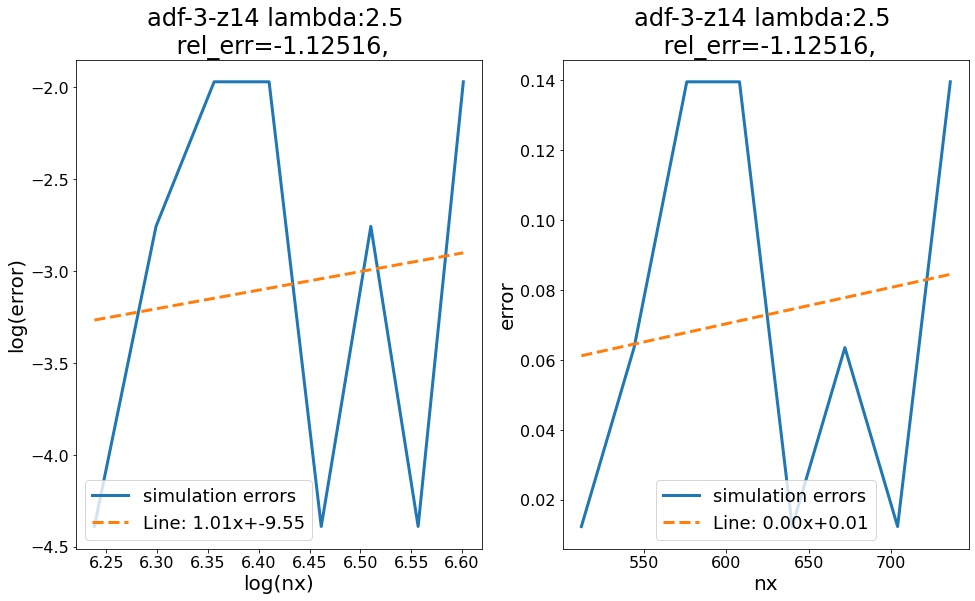 adf-3-z14 lambda:2.5
rel_err=-1.12516,
log(error)
−2.0
−2.5
−3.0
−3.5
−4.0
−4.5
simulation errors
Line: 1.01x+-9.55
6.25 6.30 6.35 6.40 6.45 6.50 6.55 6.60
log(nx)
adf-3-z14 lambda:2.5
rel_err=-1.12516,
error
0.14
0.12
0.10
0.08
0.06
0.04
0.02
simulation errors
Line: 0.00x+0.01
550 600 650 700
nx